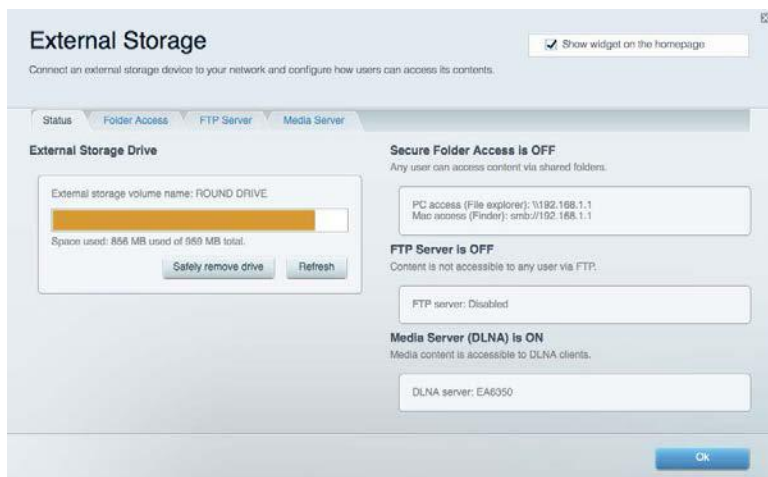 External Storage
Show widget on the homepage
Connect an external storage device to your network and configure how users can access its contents.
Status
Folder Access
FTP Server
Media Server
External Storage Drive
External storage volume name: ROUND DRIVE
Space used: 856 MB used of 969 MB total.
Safely remove drive
Refresh
Secure Folder Access is OFF
Any user can access content via shared folders.
PC access (File explorer): \\192.168.1.1
Mac access (Finder): smb://192.168.1.1
FTP Server is OFF
Content is not accessible to any user via FTP.
FTP server: Disabled
Media Server (DLNA) is ON
Media content is accessible to DLNA clients.
DLNA server: EA6350
Ok